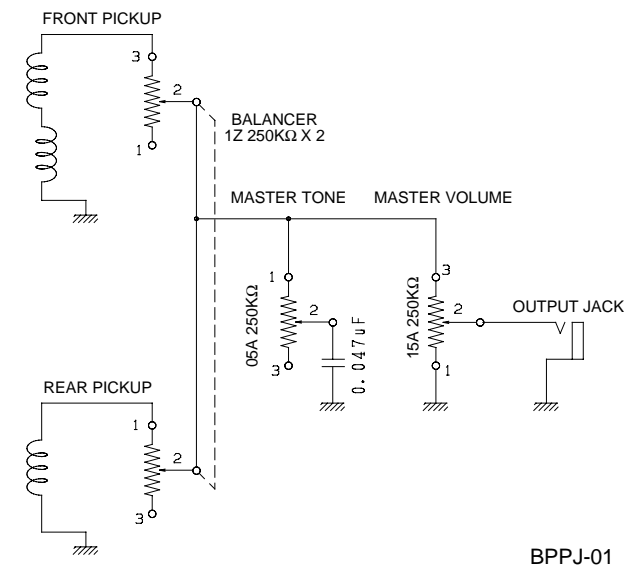 FRONT PICKUP
3
2
1
BALANCER
1Z 250KΩ X 2
MASTER TONE
MASTER VOLUME
1
2
3
05A 250KΩ
0.047uF
3
2
1
15A 250KΩ
OUTPUT JACK
REAR PICKUP
1
2
3
BPPJ-01